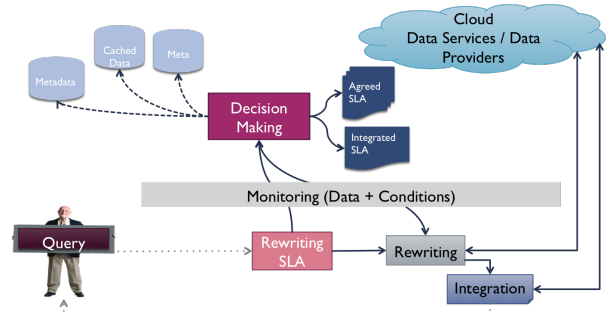 Cloud
Data Services / Data
Providers
Cached
Data
Meta
Metadata
Decision
Making
Agreed
SLA
Integrated
SLA
Monitoring (Data + Conditions)
Query
Rewriting
SLA
Rewriting
Integration